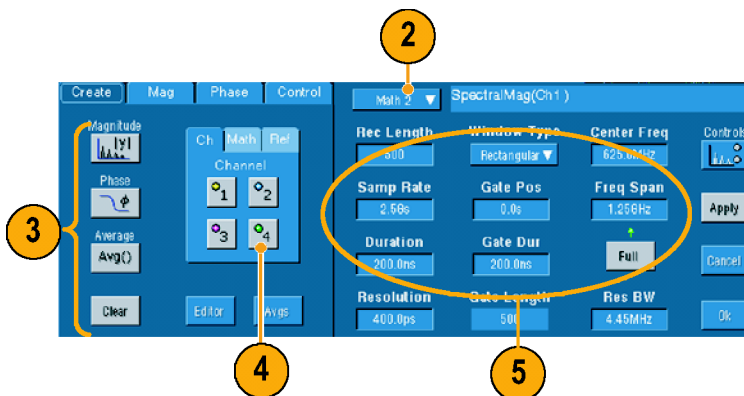 2
Create Mag Phase Control
Math 2 SpectralMag(Ch1 )
Magnitude
|y|
Phase
ϕ
Average
Avg()
Clear
3
Ch Math Ref
Channel
1 2
3 4
Editor Avgs
4
Rec Length Window Type Center Freq Controls
500 Rectangular 625.0MHz
Samp Rate Gate Pos Freq Span
2.5Gs 0.0s 1.25GHz Apply
Duration Gate Dur
200.0ns 200.0ns Full Cancel
Resolution Gate Length Res BW
400.0ps 500 4.45MHz Ok
5